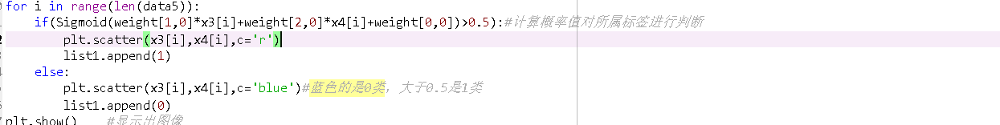 for i in range(len(data5)):
    if(Sigmoid(weight[1,0]*x3[i]+weight[2,0]*x4[i]+weight[0,0])>0.5):#计算概率值对所属标签进行判断
        plt.scatter(x3[i],x4[i],c='r')
        list1.append(1)
    else:
        plt.scatter(x3[i],x4[i],c='blue')#蓝色的是0类，大于0.5是1类
        list1.append(0)
plt.show()    #显示出图像